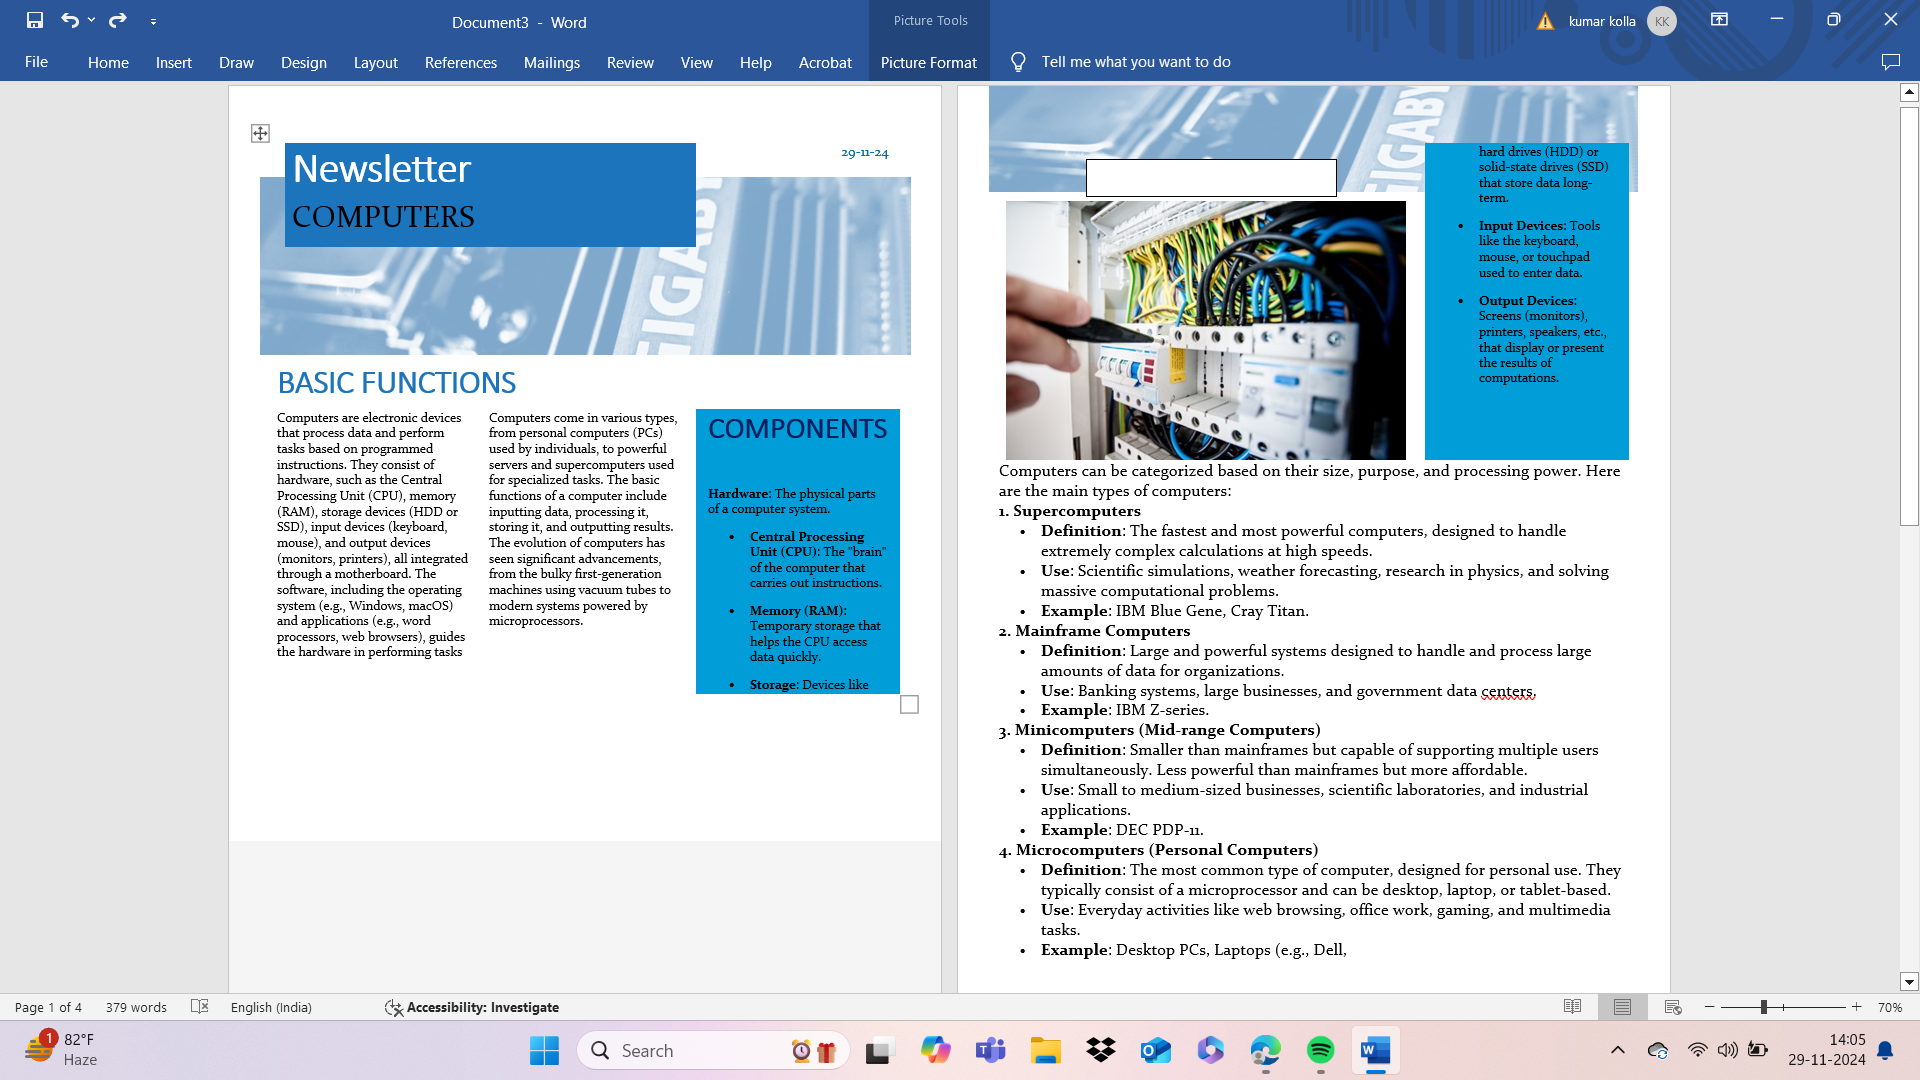 Document3 - Word
Picture Tools
kumar kolla
KK
File
Home
Insert
Draw
Design
Layout
References
Mailings
Review
View
Help
Acrobat
Picture Format
Tell me what you want to do
29-11-24
Newsletter
COMPUTERS
GIGABY
BASIC FUNCTIONS
Computers are electronic devices
that process data and perform
tasks based on programmed
instructions. They consist of
hardware, such as the Central
Processing Unit (CPU), memory
(RAM), storage devices (HDD or
SSD), input devices (keyboard,
mouse), and output devices
(monitors, printers), all integrated
through a motherboard. The
software, including the operating
system (e.g., Windows, macOS)
and applications (e.g., word
processors, web browsers), guides
the hardware in performing tasks
Computers come in various types,
from personal computers (PCs)
used by individuals, to powerful
servers and supercomputers used
for specialized tasks. The basic
functions of a computer include
inputting data, processing it,
storing it, and outputting results.
The evolution of computers has
seen significant advancements,
from the bulky first-generation
machines using vacuum tubes to
modern systems powered by
microprocessors.
COMPONENTS
Hardware: The physical parts
of a computer system.
• Central Processing
Unit (CPU): The "brain"
of the computer that
carries out instructions.
• Memory (RAM):
Temporary storage that
helps the CPU access
data quickly.
• Storage: Devices like
GIGABY
hard drives (HDD) or
solid-state drives (SSD)
that store data long-
term.
• Input Devices: Tools
like the keyboard,
mouse, or touchpad
used to enter data.
• Output Devices:
Screens (monitors),
printers, speakers, etc.,
that display or present
the results of
computations.
Computers can be categorized based on their size, purpose, and processing power. Here
are the main types of computers:
1. Supercomputers
• Definition: The fastest and most powerful computers, designed to handle
extremely complex calculations at high speeds.
• Use: Scientific simulations, weather forecasting, research in physics, and solving
massive computational problems.
• Example: IBM Blue Gene, Cray Titan.
2. Mainframe Computers
• Definition: Large and powerful systems designed to handle and process large
amounts of data for organizations.
• Use: Banking systems, large businesses, and government data centers.
• Example: IBM Z-series.
3. Minicomputers (Mid-range Computers)
• Definition: Smaller than mainframes but capable of supporting multiple users
simultaneously. Less powerful than mainframes but more affordable.
• Use: Small to medium-sized businesses, scientific laboratories, and industrial
applications.
• Example: DEC PDP-11.
4. Microcomputers (Personal Computers)
• Definition: The most common type of computer, designed for personal use. They
typically consist of a microprocessor and can be desktop, laptop, or tablet-based.
• Use: Everyday activities like web browsing, office work, gaming, and multimedia
tasks.
• Example: Desktop PCs, Laptops (e.g., Dell,
Page 1 of 4
379 words
English (India)
Accessibility: Investigate
70%
1
82°F
Haze
Search
14:05
29-11-2024